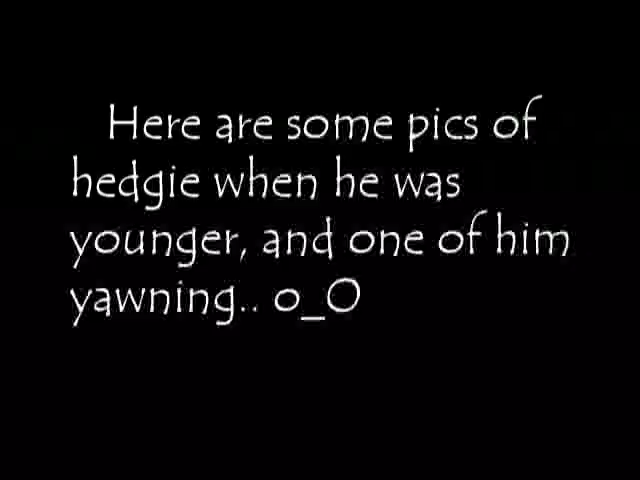 Here are some pics of
hedgie when he was
younger, and one of him
yawning.. o_O